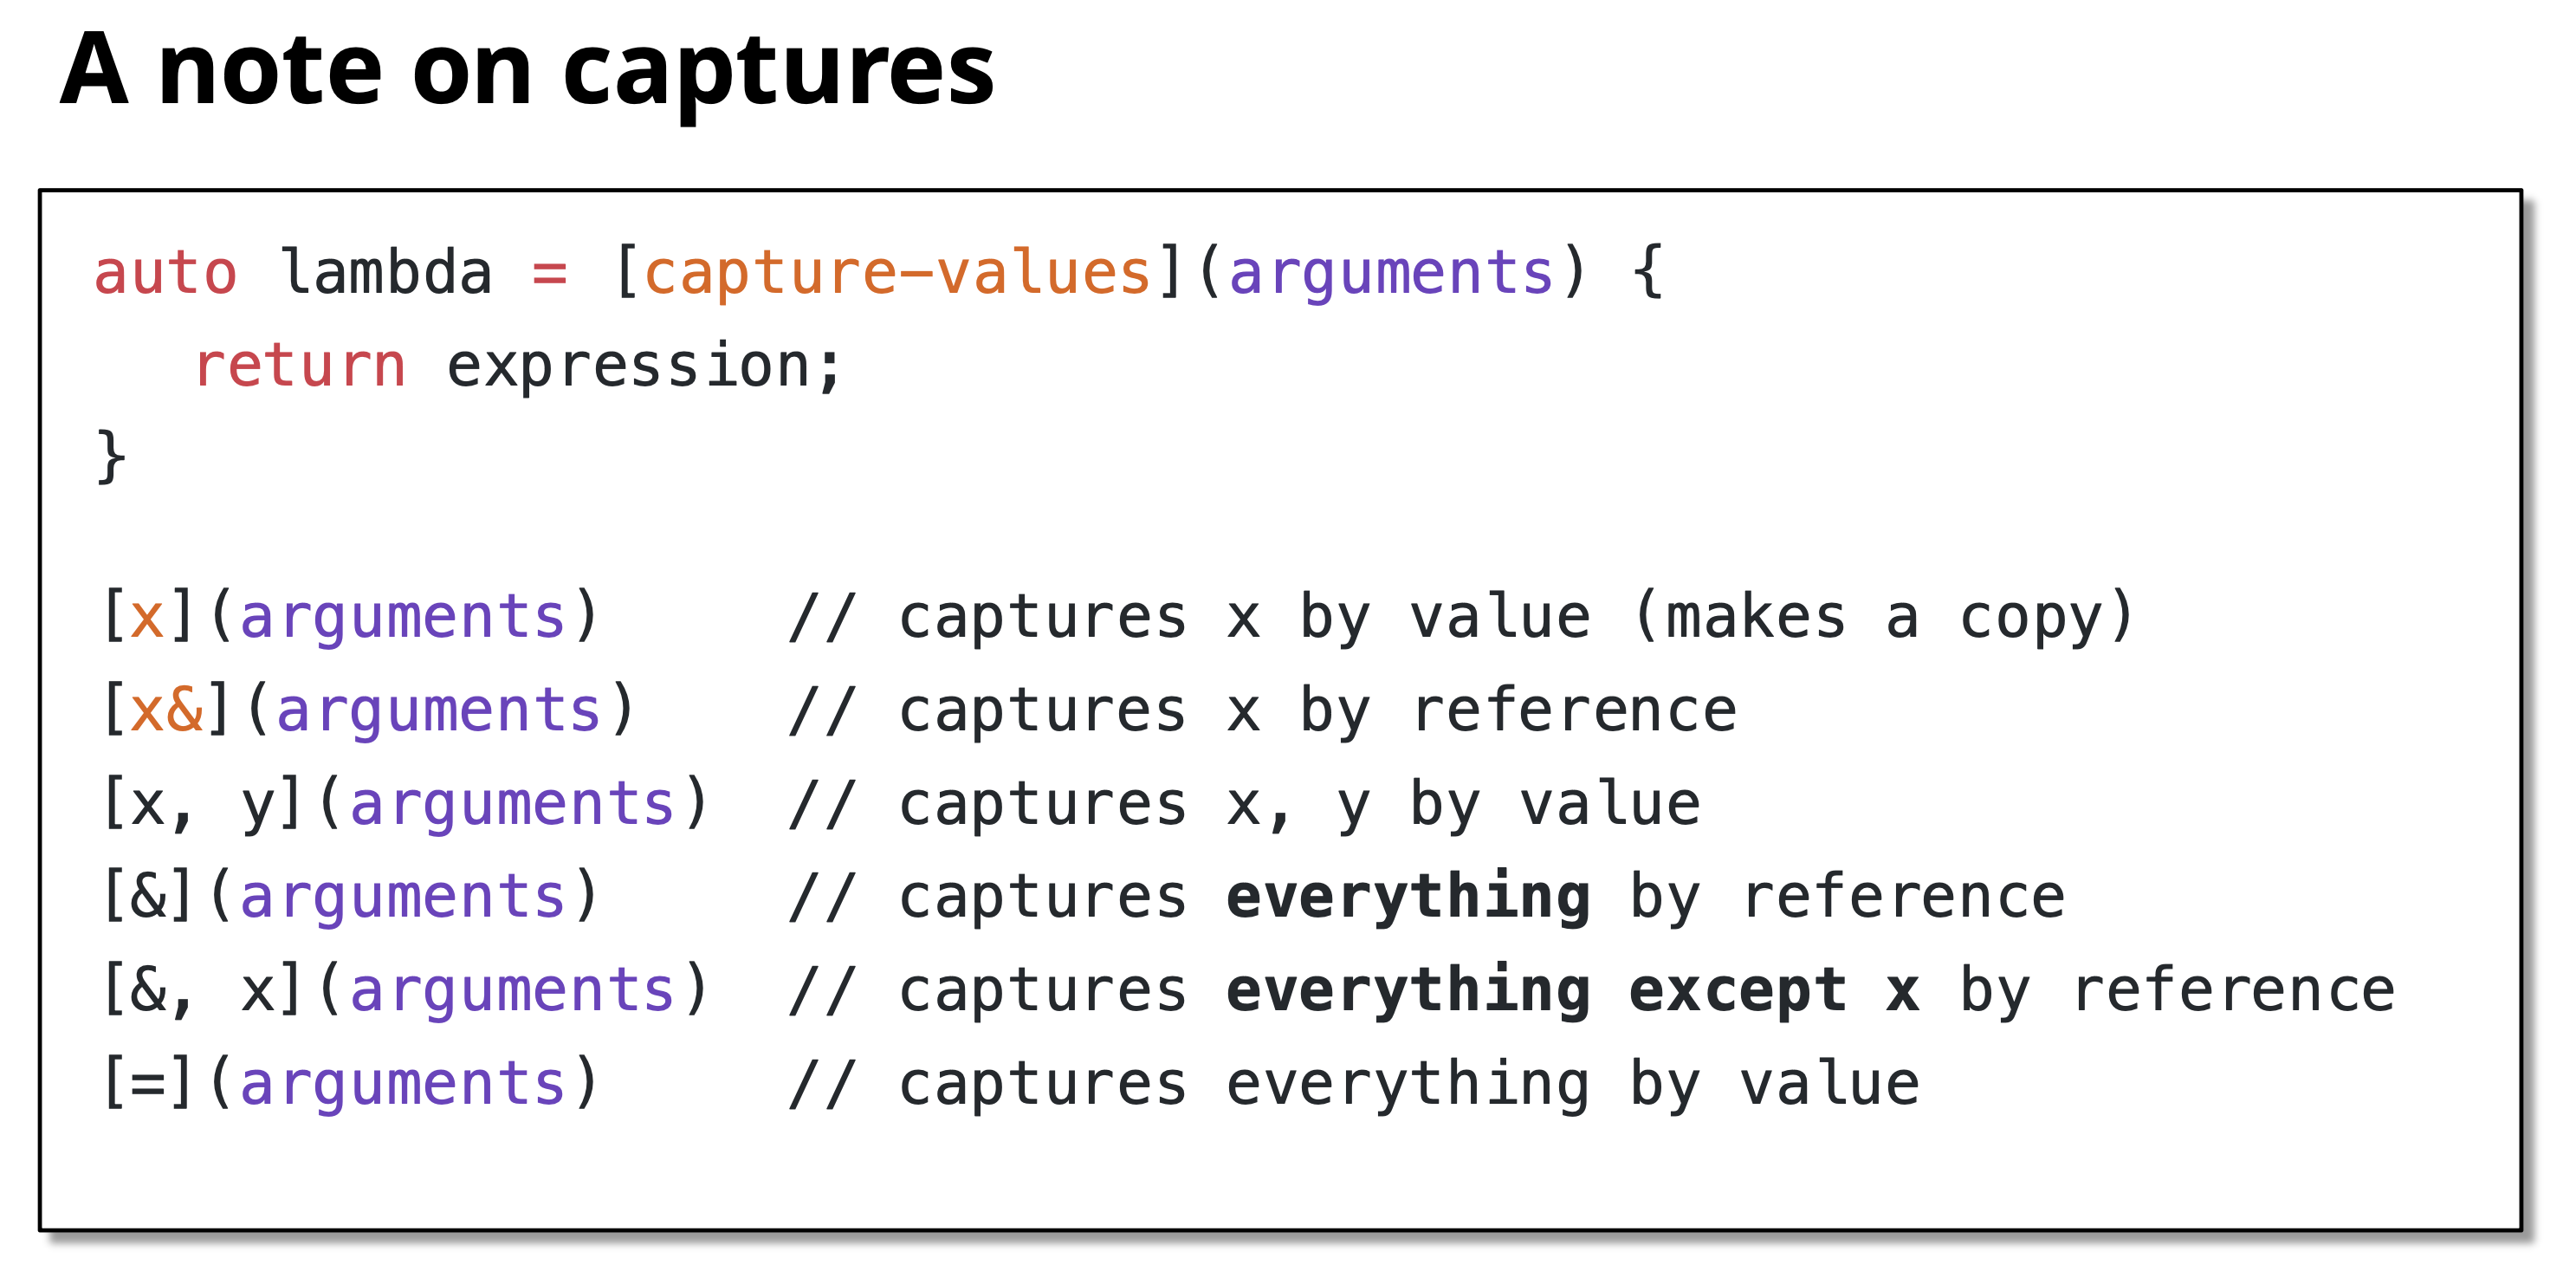 A note on captures
auto lambda = [capture-values](arguments) {
   return expression;
}
[x](arguments)     // captures x by value (makes a copy)
[x&](arguments)    // captures x by reference
[x, y](arguments)  // captures x, y by value
[&](arguments)     // captures everything by reference
[&, x](arguments)  // captures everything except x by reference
[=](arguments)     // captures everything by value